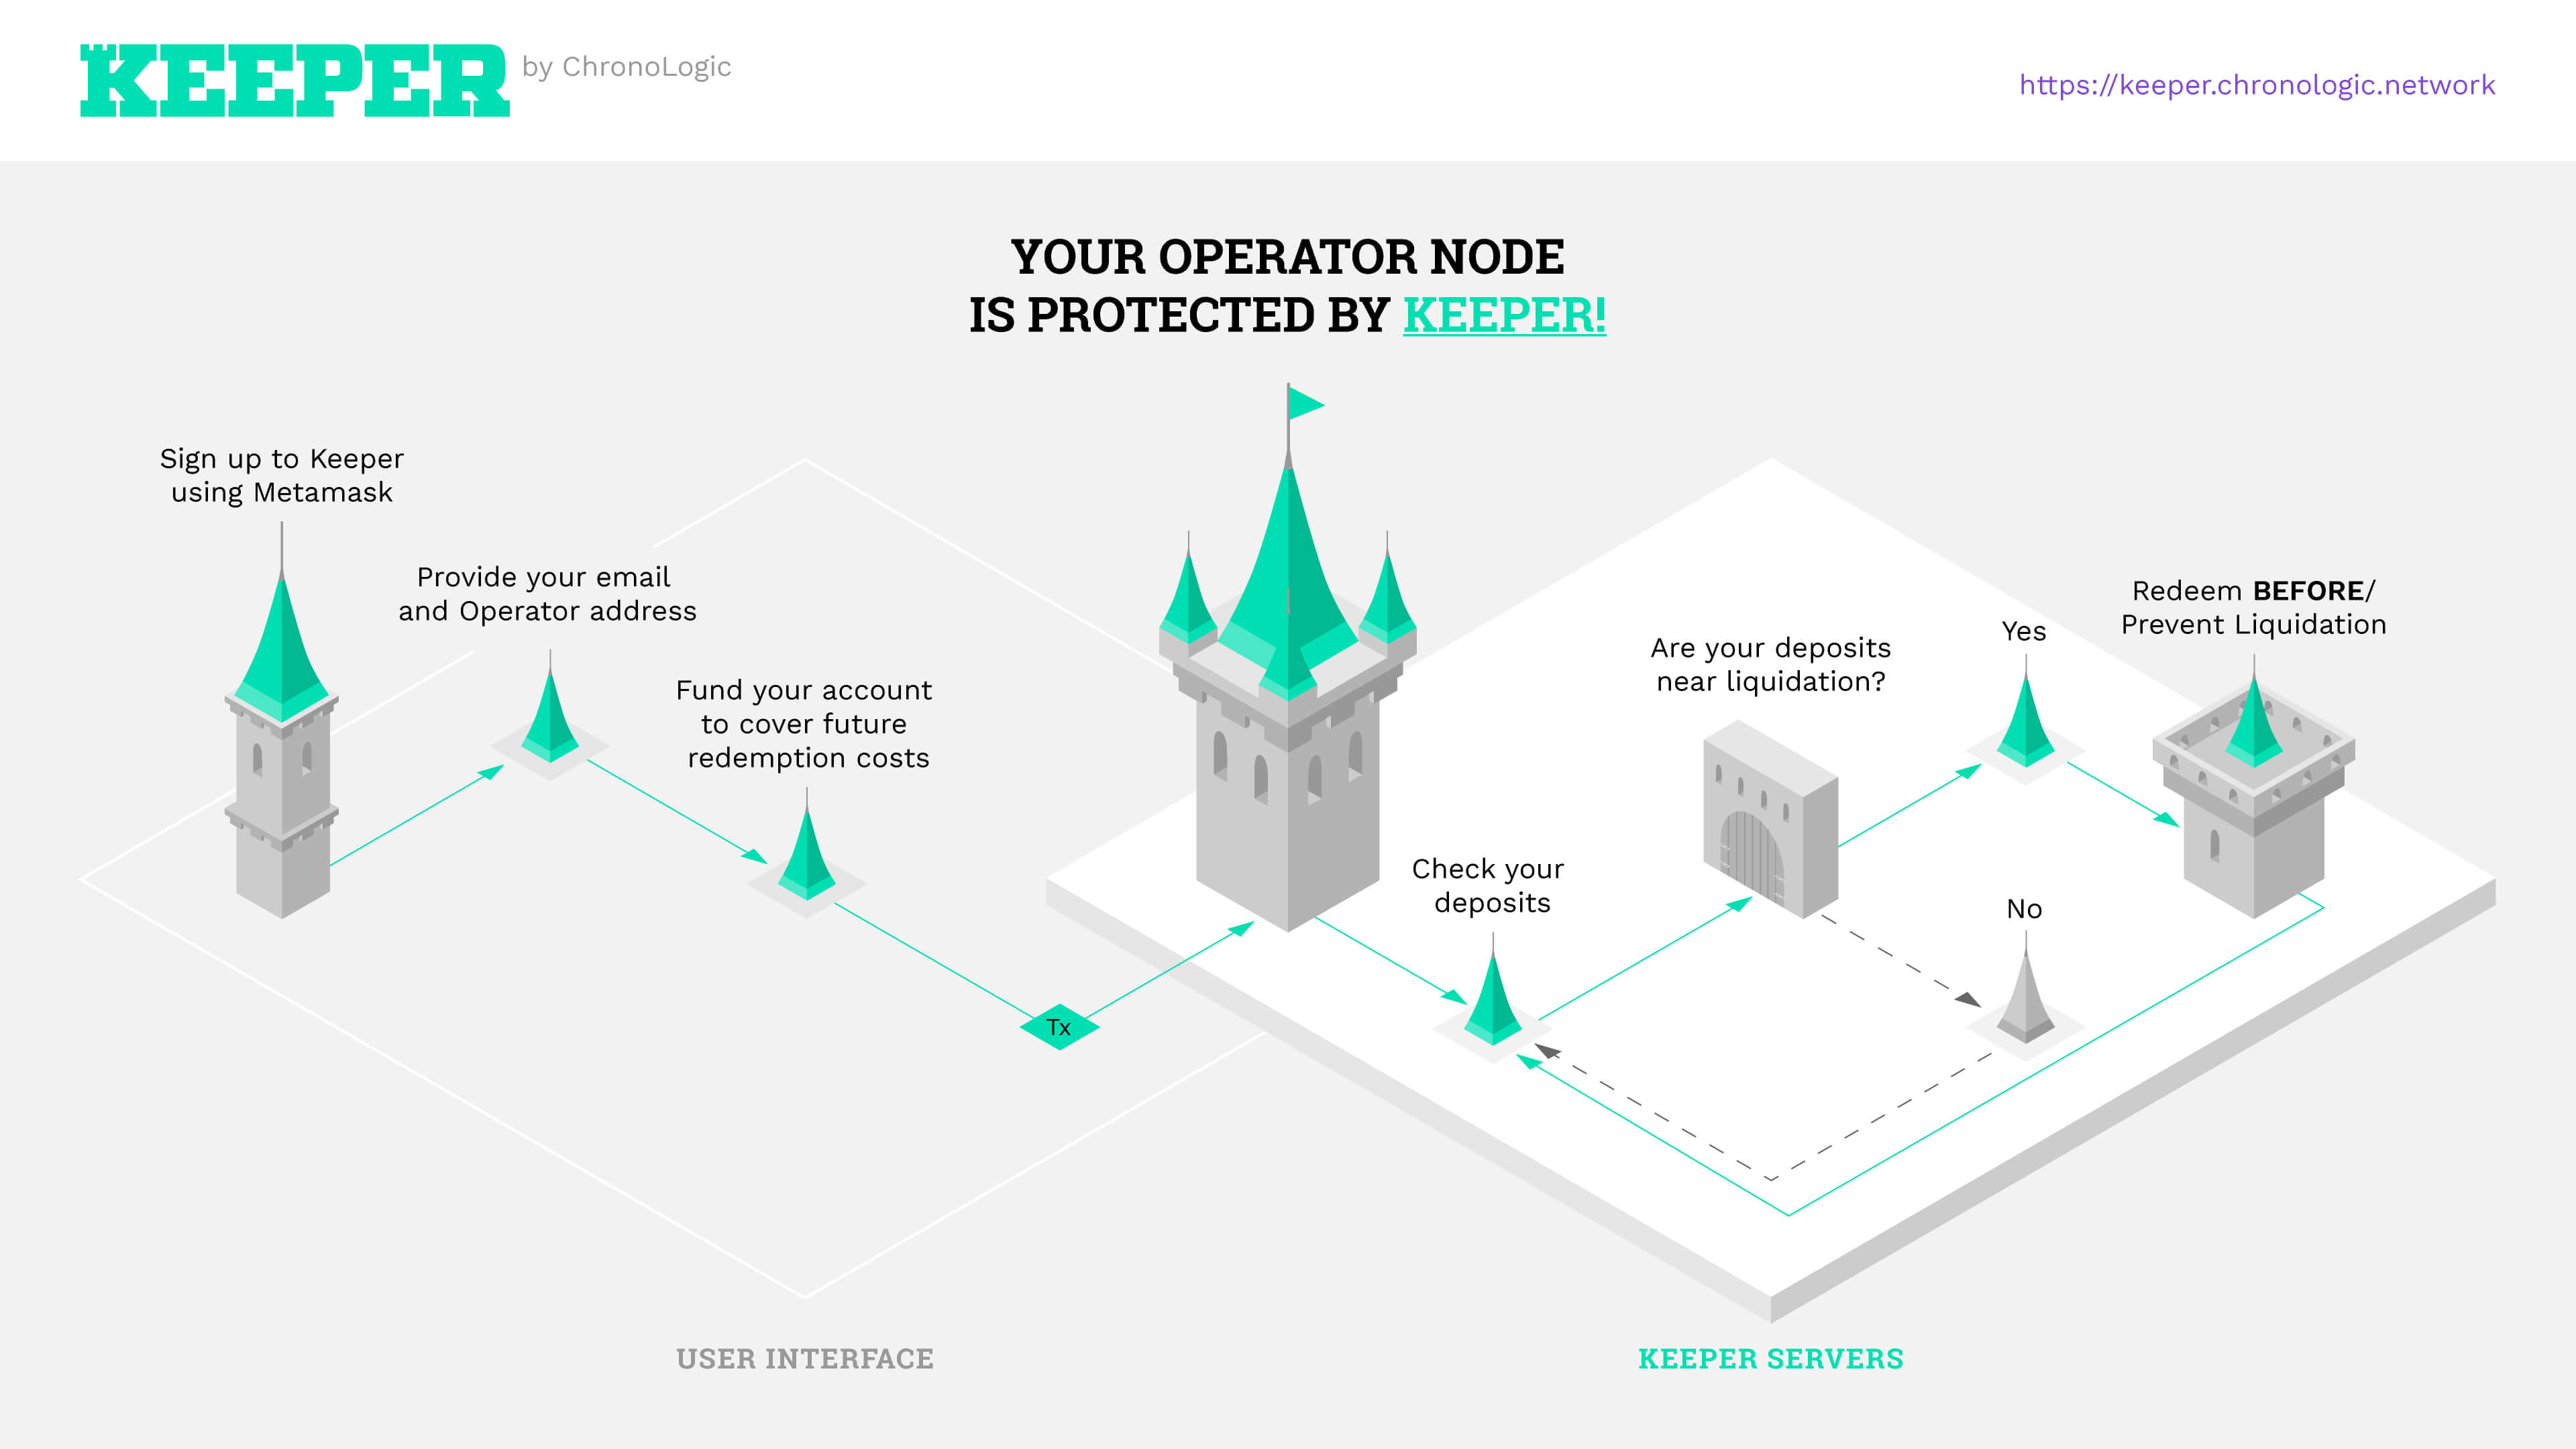 KEEPER by ChronoLogic
https://keeper.chronologic.network
YOUR OPERATOR NODE
IS PROTECTED BY KEEPER!
Sign up to Keeper
using Metamask
Provide your email
and Operator address
Fund your account
to cover future
redemption costs
Tx
Check your
deposits
Are your deposits
near liquidation?
Yes
No
Redeem BEFORE/
Prevent Liquidation
USER INTERFACE
KEEPER SERVERS